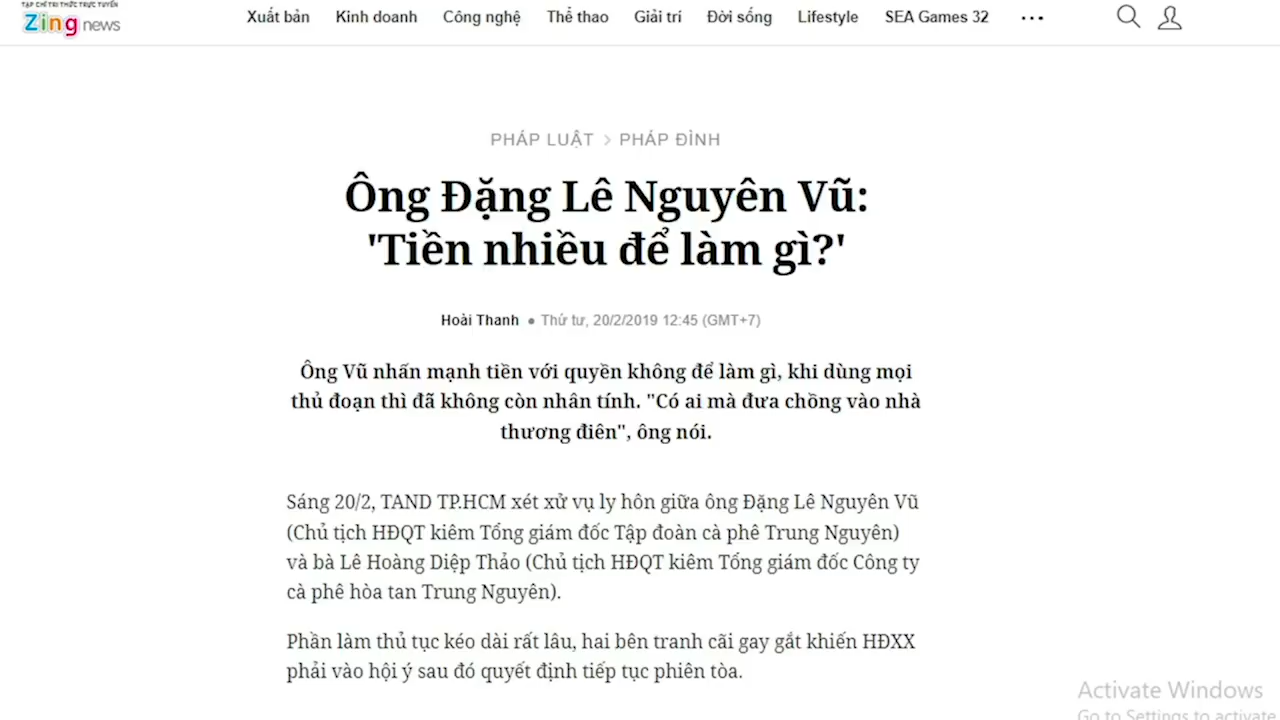 TẠP CHÍ TRI THỨC TRỰC TUYẾN
Zing news
Xuất bản Kinh doanh Công nghệ Thể thao Giải trí Đời sống Lifestyle SEA Games 32 •••
PHÁP LUẬT > PHÁP ĐÌNH
Ông Đặng Lê Nguyên Vũ:
'Tiền nhiều để làm gì?'
Hoài Thanh • Thứ tư, 20/2/2019 12:45 (GMT+7)
Ông Vũ nhấn mạnh tiền với quyền không để làm gì, khi dùng mọi
thủ đoạn thì đã không còn nhân tính. "Có ai mà đưa chồng vào nhà
thương điên", ông nói.
Sáng 20/2, TAND TP.HCM xét xử vụ ly hôn giữa ông Đặng Lê Nguyên Vũ
(Chủ tịch HĐQT kiêm Tổng giám đốc Tập đoàn cà phê Trung Nguyên)
và bà Lê Hoàng Diệp Thảo (Chủ tịch HĐQT kiêm Tổng giám đốc Công ty
cà phê hòa tan Trung Nguyên).
Phần làm thủ tục kéo dài rất lâu, hai bên tranh cãi gay gắt khiến HĐXX
phải vào hội ý sau đó quyết định tiếp tục phiên tòa.
Activate Windows
Go to Settings to activate